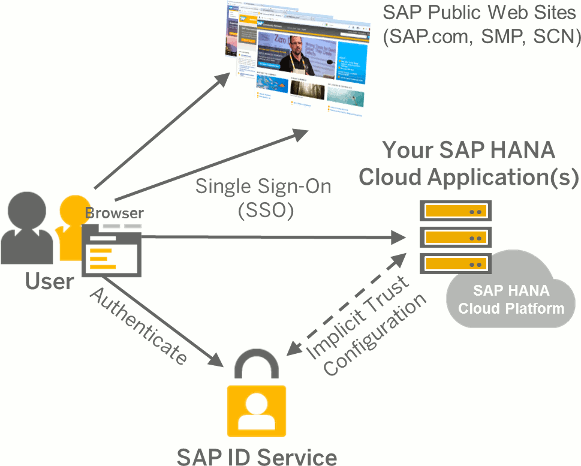 SAP Public Web Sites
(SAP.com, SMP, SCN)
Your SAP HANA
Cloud Application(s)
Single Sign-On
(SSO)
Browser
User
Authenticate
Implicit Trust
Configuration
SAP HANA
Cloud Platform
SAP ID Service